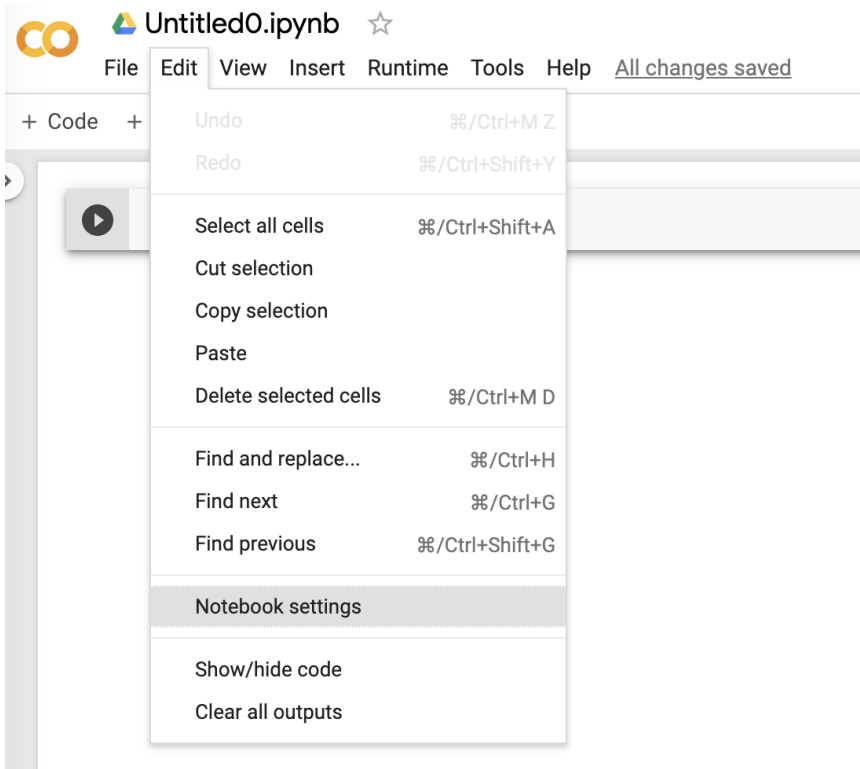 Untitled0.ipynb
File Edit View Insert Runtime Tools Help All changes saved
+ Code +
Undo ⌘/Ctrl+M Z
Redo ⌘/Ctrl+Shift+Y
Select all cells ⌘/Ctrl+Shift+A
Cut selection
Copy selection
Paste
Delete selected cells ⌘/Ctrl+M D
Find and replace... ⌘/Ctrl+H
Find next ⌘/Ctrl+G
Find previous ⌘/Ctrl+Shift+G
Notebook settings
Show/hide code
Clear all outputs